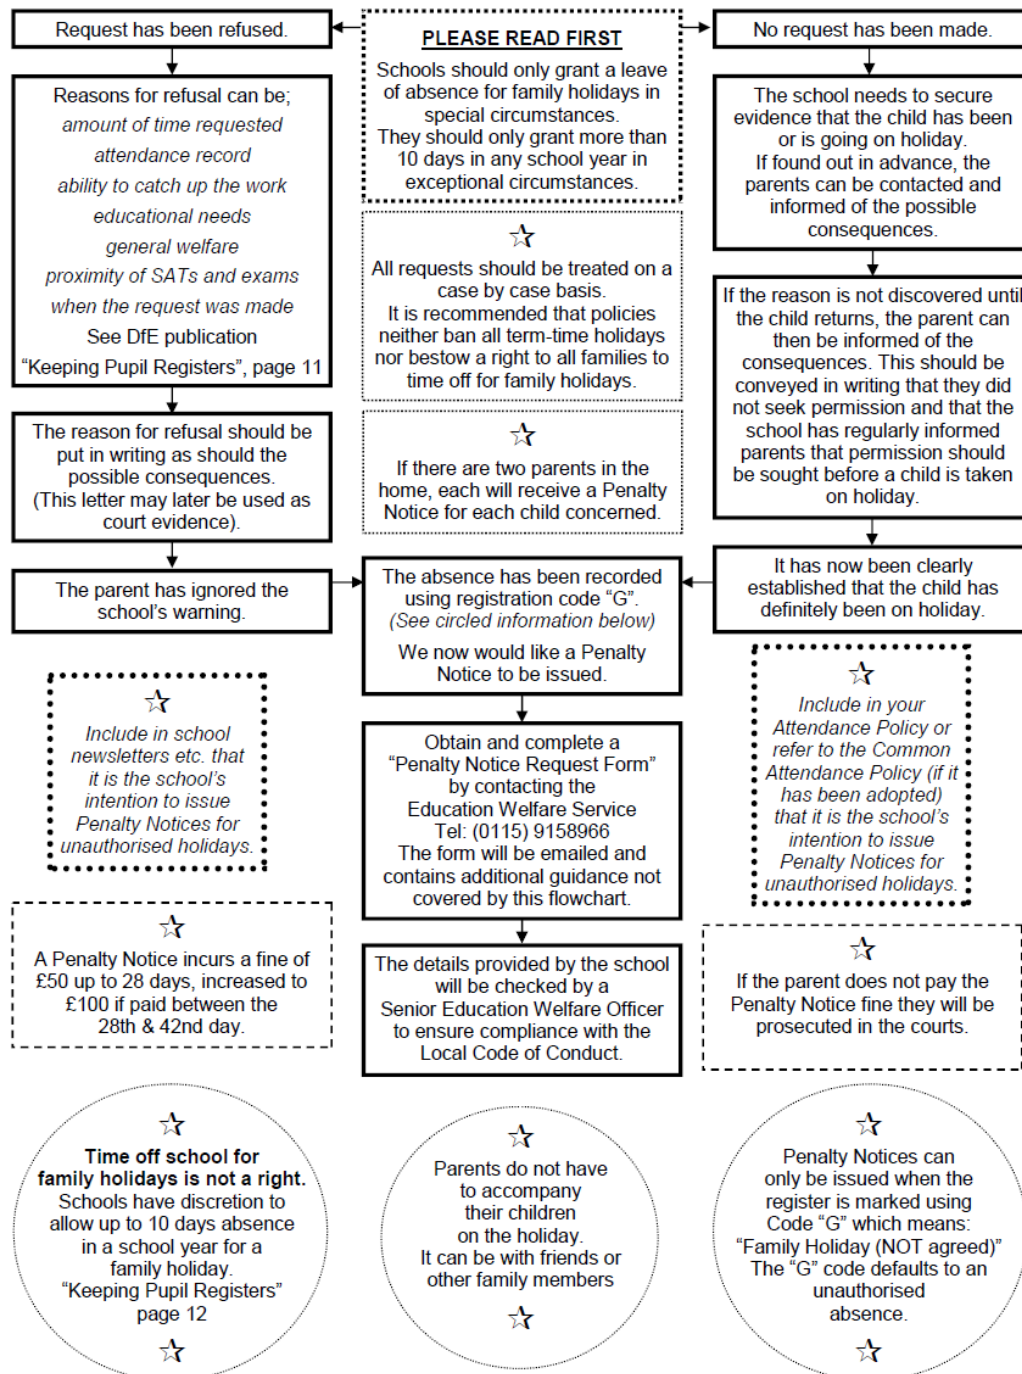 Request has been refused.
PLEASE READ FIRST
Schools should only grant a leave
of absence for family holidays in
special circumstances.
They should only grant more than
10 days in any school year in
exceptional circumstances.
No request has been made.
Reasons for refusal can be;
amount of time requested
attendance record
ability to catch up the work
educational needs
general welfare
proximity of SATs and exams
when the request was made
See DfE publication
“Keeping Pupil Registers”, page 11
The school needs to secure
evidence that the child has been
or is going on holiday.
If found out in advance, the
parents can be contacted and
informed of the possible
consequences.
All requests should be treated on a
case by case basis.
It is recommended that policies
neither ban all term-time holidays
nor bestow a right to all families to
time off for family holidays.
If the reason is not discovered until
the child returns, the parent can
then be informed of the
consequences. This should be
conveyed in writing that they did
not seek permission and that the
school has regularly informed
parents that permission should
be sought before a child is taken
on holiday.
The reason for refusal should be
put in writing as should the
possible consequences.
(This letter may later be used as
court evidence).
If there are two parents in the
home, each will receive a Penalty
Notice for each child concerned.
The parent has ignored the
school’s warning.
The absence has been recorded
using registration code “G”.
(See circled information below)
We now would like a Penalty
Notice to be issued.
It has now been clearly
established that the child has
definitely been on holiday.
Include in school
newsletters etc. that
it is the school’s
intention to issue
Penalty Notices for
unauthorised holidays.
Obtain and complete a
“Penalty Notice Request Form”
by contacting the
Education Welfare Service
Tel: (0115) 9158966
The form will be emailed and
contains additional guidance not
covered by this flowchart.
Include in your
Attendance Policy or
refer to the Common
Attendance Policy (if it
has been adopted)
that it is the school’s
intention to issue
Penalty Notices for
unauthorised holidays.
A Penalty Notice incurs a fine of
£50 up to 28 days, increased to
£100 if paid between the
28th & 42nd day.
The details provided by the school
will be checked by a
Senior Education Welfare Officer
to ensure compliance with the
Local Code of Conduct.
If the parent does not pay the
Penalty Notice fine they will be
prosecuted in the courts.
Time off school for
family holidays is not a right.
Schools have discretion to
allow up to 10 days absence
in a school year for a
family holiday.
“Keeping Pupil Registers”
page 12
Parents do not have
to accompany
their children
on the holiday.
It can be with friends or
other family members
Penalty Notices can
only be issued when the
register is marked using
Code “G” which means:
“Family Holiday (NOT agreed)”
The “G” code defaults to an
unauthorised
absence.